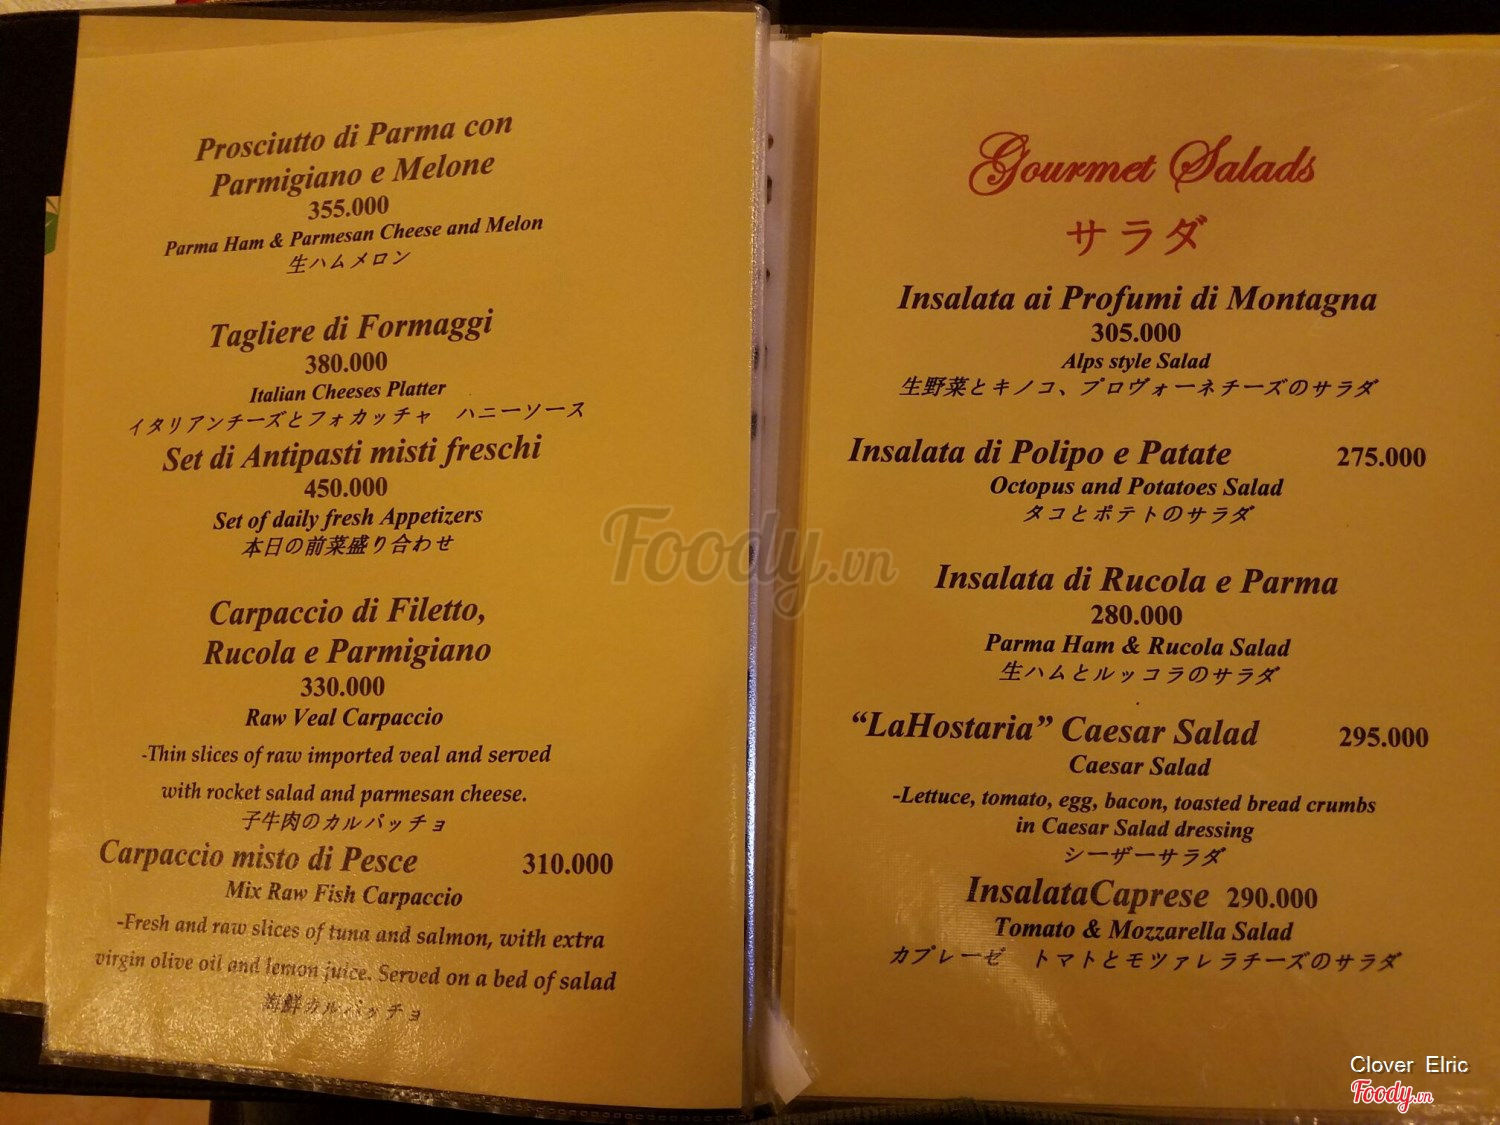 Prosciutto di Parma con
Parmigiano e Melone
355.000
Parma Ham & Parmesan Cheese and Melon
生ハムメロン
Tagliere di Formaggi
380.000
Italian Cheeses Platter
イタリアンチーズとフォカッチャ　ハニーソース
Set di Antipasti misti freschi
450.000
Set of daily fresh Appetizers
本日の前菜盛り合わせ
Carpaccio di Filetto,
Rucola e Parmigiano
330.000
Raw Veal Carpaccio
-Thin slices of raw imported veal and served
with rocket salad and parmesan cheese.
子牛肉のカルパッチョ
Carpaccio misto di Pesce 310.000
Mix Raw Fish Carpaccio
-Fresh and raw slices of tuna and salmon, with extra
virgin olive oil and lemon juice. Served on a bed of salad
海鮮カルパッチョ
Gourmet Salads
サラダ
Insalata ai Profumi di Montagna
305.000
Alps style Salad
生野菜とキノコ、プロヴォーネチーズのサラダ
Insalata di Polipo e Patate 275.000
Octopus and Potatoes Salad
タコとポテトのサラダ
Insalata di Rucola e Parma
280.000
Parma Ham & Rucola Salad
生ハムとルッコラのサラダ
“LaHostaria” Caesar Salad 295.000
Caesar Salad
-Lettuce, tomato, egg, bacon, toasted bread crumbs
in Caesar Salad dressing
シーザーサラダ
InsalataCaprese 290.000
Tomato & Mozzarella Salad
カプレーゼ　トマトとモツァレラチーズのサラダ
Foody.vn
Clover Elric
Foody.vn